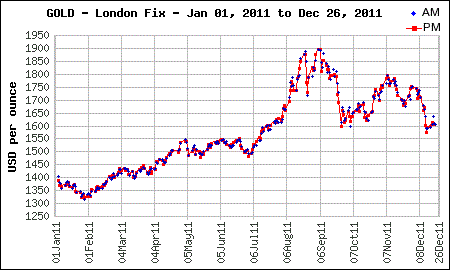 GOLD - London Fix - Jan 01, 2011 to Dec 26, 2011
AM
PM
USD per ounce
1950
1900
1850
1800
1750
1700
1650
1600
1550
1500
1450
1400
1350
1300
1250
01Jan11
01Feb11
04Mar11
04Apr11
05May11
05Jun11
06Jul11
06Aug11
06Sep11
07Oct11
07Nov11
08Dec11
26Dec11